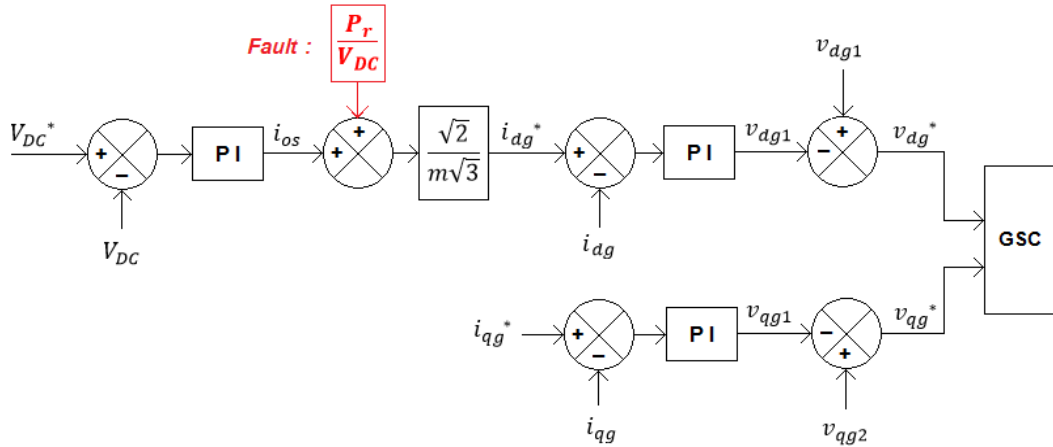 Fault : P_r / V_DC
v_dg1
V_DC*
+
−
PI
i_os
+
+
√2 / m√3
i_dg*
+
−
PI
v_dg1
+
−
v_dg*
V_DC
i_dg
GSC
i_qg*
+
−
PI
v_qg1
−
+
v_qg*
i_qg
v_qg2